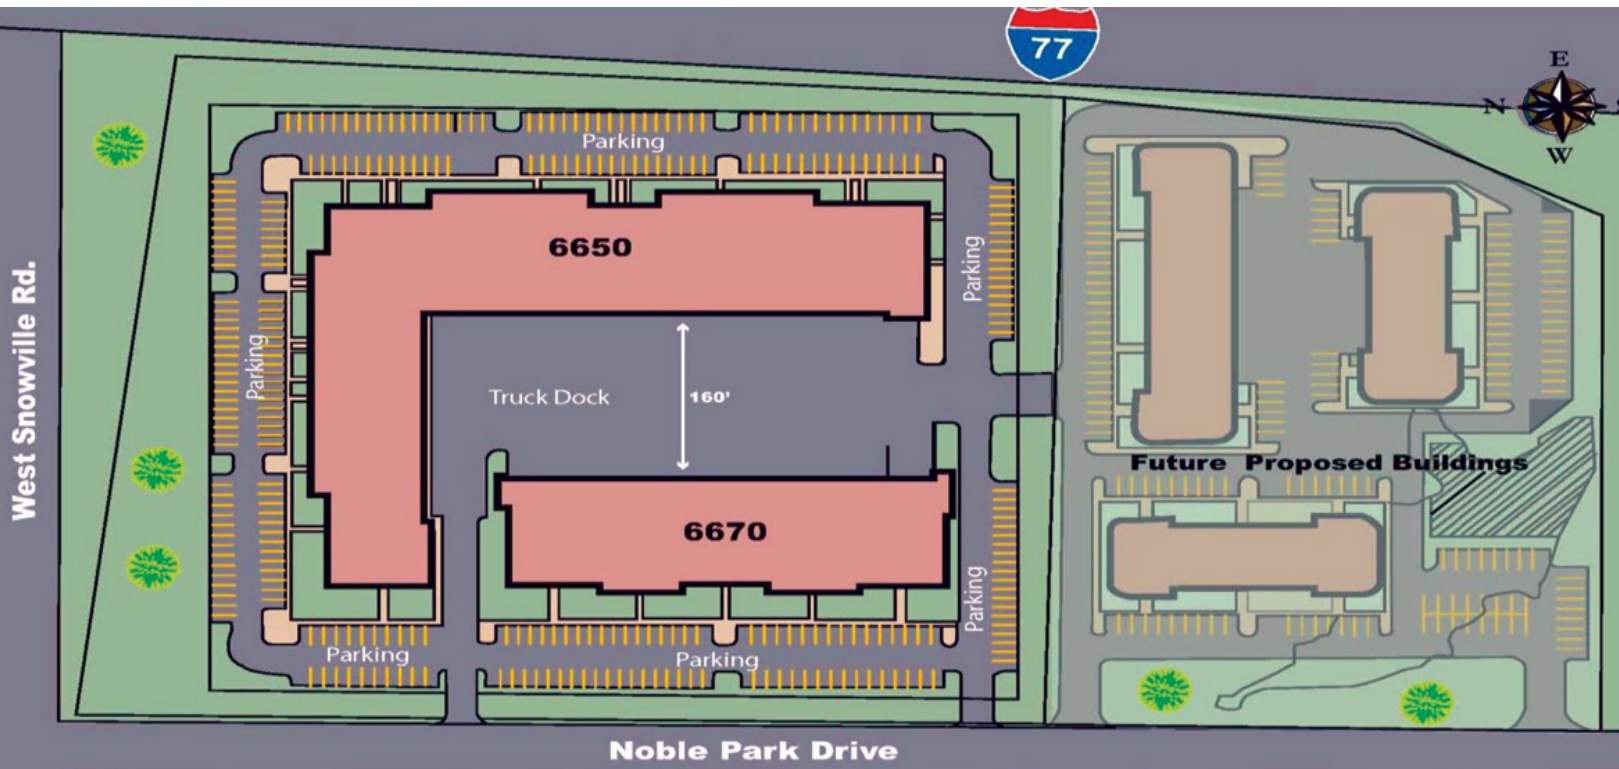 77
E
N
W
Parking
6650
Parking
Parking
West Snowville Rd.
Truck Dock
160'
Future Proposed Buildings
6670
Parking
Parking
Parking
Noble Park Drive